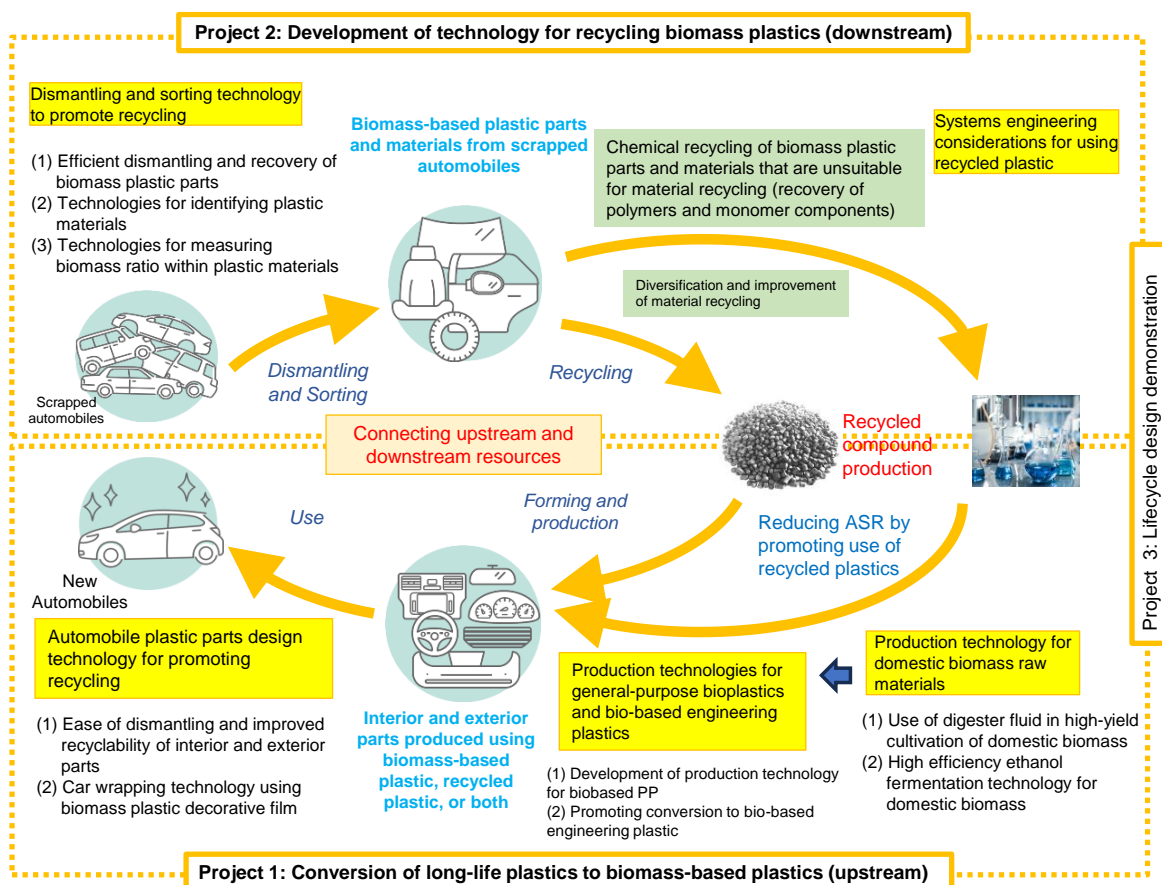 Project 2: Development of technology for recycling biomass plastics (downstream)
Dismantling and sorting technology
to promote recycling
(1) Efficient dismantling and recovery of
biomass plastic parts
(2) Technologies for identifying plastic
materials
(3) Technologies for measuring
biomass ratio within plastic materials
Biomass-based plastic parts
and materials from scrapped
automobiles
Chemical recycling of biomass plastic
parts and materials that are unsuitable
for material recycling (recovery of
polymers and monomer components)
Systems engineering
considerations for using
recycled plastic
Diversification and improvement
of material recycling
Scrapped
automobiles
Dismantling
and Sorting
Recycling
Project 3: Lifecycle design demonstration
Connecting upstream and
downstream resources
Recycled
compound
production
New
Automobiles
Use
Forming and
production
Reducing ASR by
promoting use of
recycled plastics
Automobile plastic parts design
technology for promoting
recycling
(1) Ease of dismantling and improved
recyclability of interior and exterior
parts
(2) Car wrapping technology using
biomass plastic decorative film
Interior and exterior
parts produced using
biomass-based
plastic, recycled
plastic, or both
Production technologies for
general-purpose bioplastics
and bio-based engineering
plastics
(1) Development of production technology
for biobased PP
(2) Promoting conversion to bio-based
engineering plastic
Production technology for
domestic biomass raw
materials
(1) Use of digester fluid in high-yield
cultivation of domestic biomass
(2) High efficiency ethanol
fermentation technology for
domestic biomass
Project 1: Conversion of long-life plastics to biomass-based plastics (upstream)